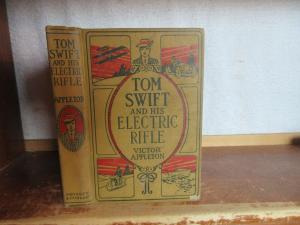 TOM SWIFT
AND HIS
ELECTRIC
RIFLE
APPLETON
TOM
SWIFT
AND HIS
ELECTRIC
RIFLE
VICTOR
APPLETON